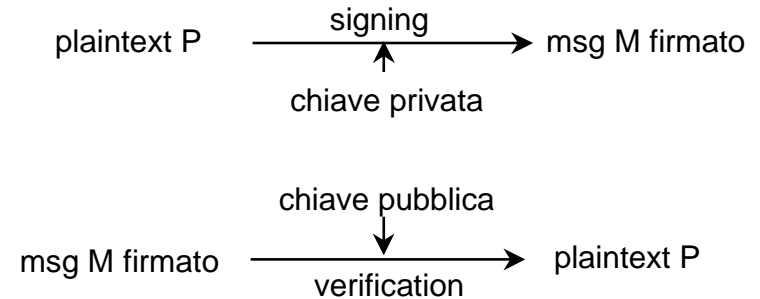 signing
plaintext P
msg M firmato
chiave privata
chiave pubblica
msg M firmato
plaintext P
verification